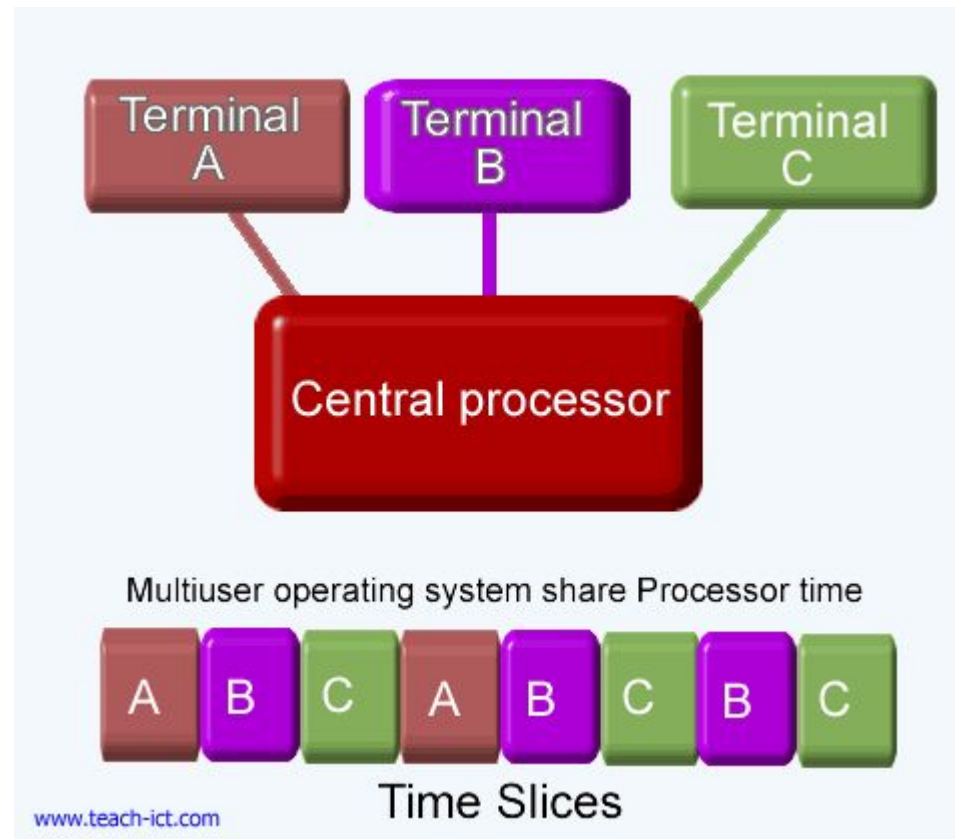 Terminal
A
Terminal
B
Terminal
C
Central processor
Multiuser operating system share Processor time
A B C A B C B C
Time Slices
www.teach-ict.com